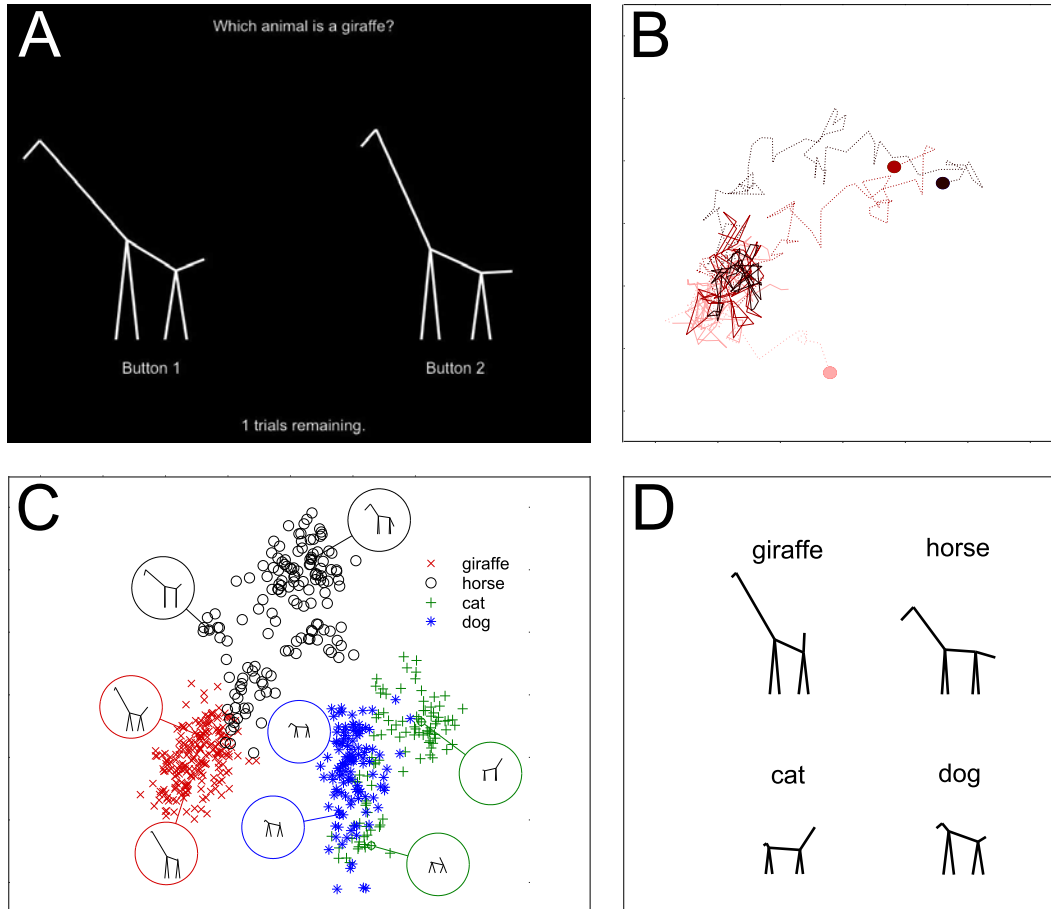 A
Which animal is a giraffe?
Button 1
Button 2
1 trials remaining.
B
C
giraffe
horse
cat
dog
D
giraffe
horse
cat
dog